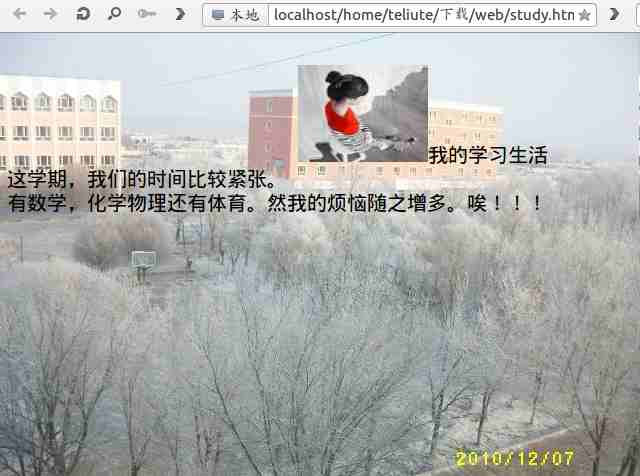 本地 localhost/home/teliute/下载/web/study.htm
我的学习生活
这学期，我们的时间比较紧张。
有数学，化学物理还有体育。然我的烦恼随之增多。唉！！！
2010/12/07